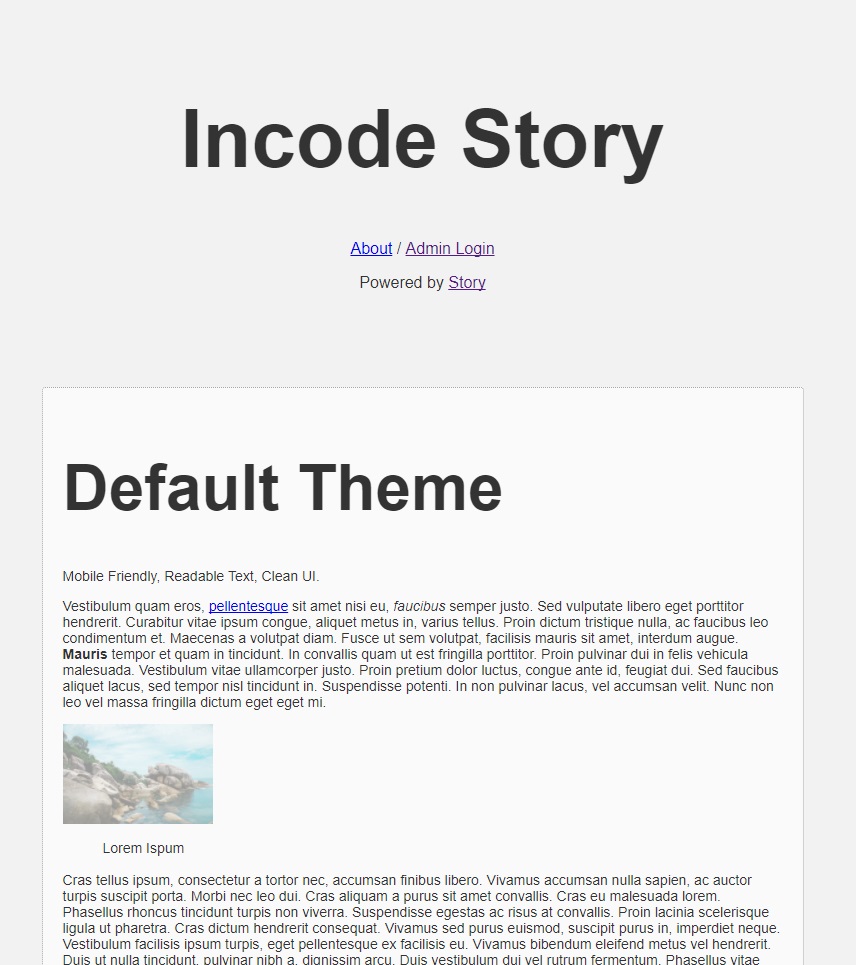 Incode Story
About / Admin Login
Powered by Story
Default Theme
Mobile Friendly, Readable Text, Clean UI.
Vestibulum quam eros, pellentesque sit amet nisi eu, faucibus semper justo. Sed vulputate libero eget porttitor
hendrerit. Curabitur vitae ipsum congue, aliquet metus in, varius tellus. Proin dictum tristique nulla, ac faucibus leo
condimentum et. Maecenas a volutpat diam. Fusce ut sem volutpat, facilisis mauris sit amet, interdum augue.
Mauris tempor et quam in tincidunt. In convallis quam ut est fringilla porttitor. Proin pulvinar dui in felis vehicula
malesuada. Vestibulum vitae ullamcorper justo. Proin pretium dolor luctus, congue ante id, feugiat dui. Sed faucibus
aliquet lacus, sed tempor nisl tincidunt in. Suspendisse potenti. In non pulvinar lacus, vel accumsan velit. Nunc non
leo vel massa fringilla dictum eget eget mi.
Lorem Ispum
Cras tellus ipsum, consectetur a tortor nec, accumsan finibus libero. Vivamus accumsan nulla sapien, ac auctor
turpis suscipit porta. Morbi nec leo dui. Cras aliquam a purus sit amet convallis. Cras eu malesuada lorem.
Phasellus rhoncus tincidunt turpis non viverra. Suspendisse egestas ac risus at convallis. Proin lacinia scelerisque
ligula ut pharetra. Cras dictum hendrerit consequat. Vivamus sed purus euismod, suscipit purus in, imperdiet neque.
Vestibulum facilisis ipsum turpis, eget pellentesque ex facilisis eu. Vivamus bibendum eleifend metus vel hendrerit.
Duis ut nulla tincidunt, pulvinar nibh a, dignissim arcu. Duis vestibulum dui vel rutrum fermentum. Phasellus vitae